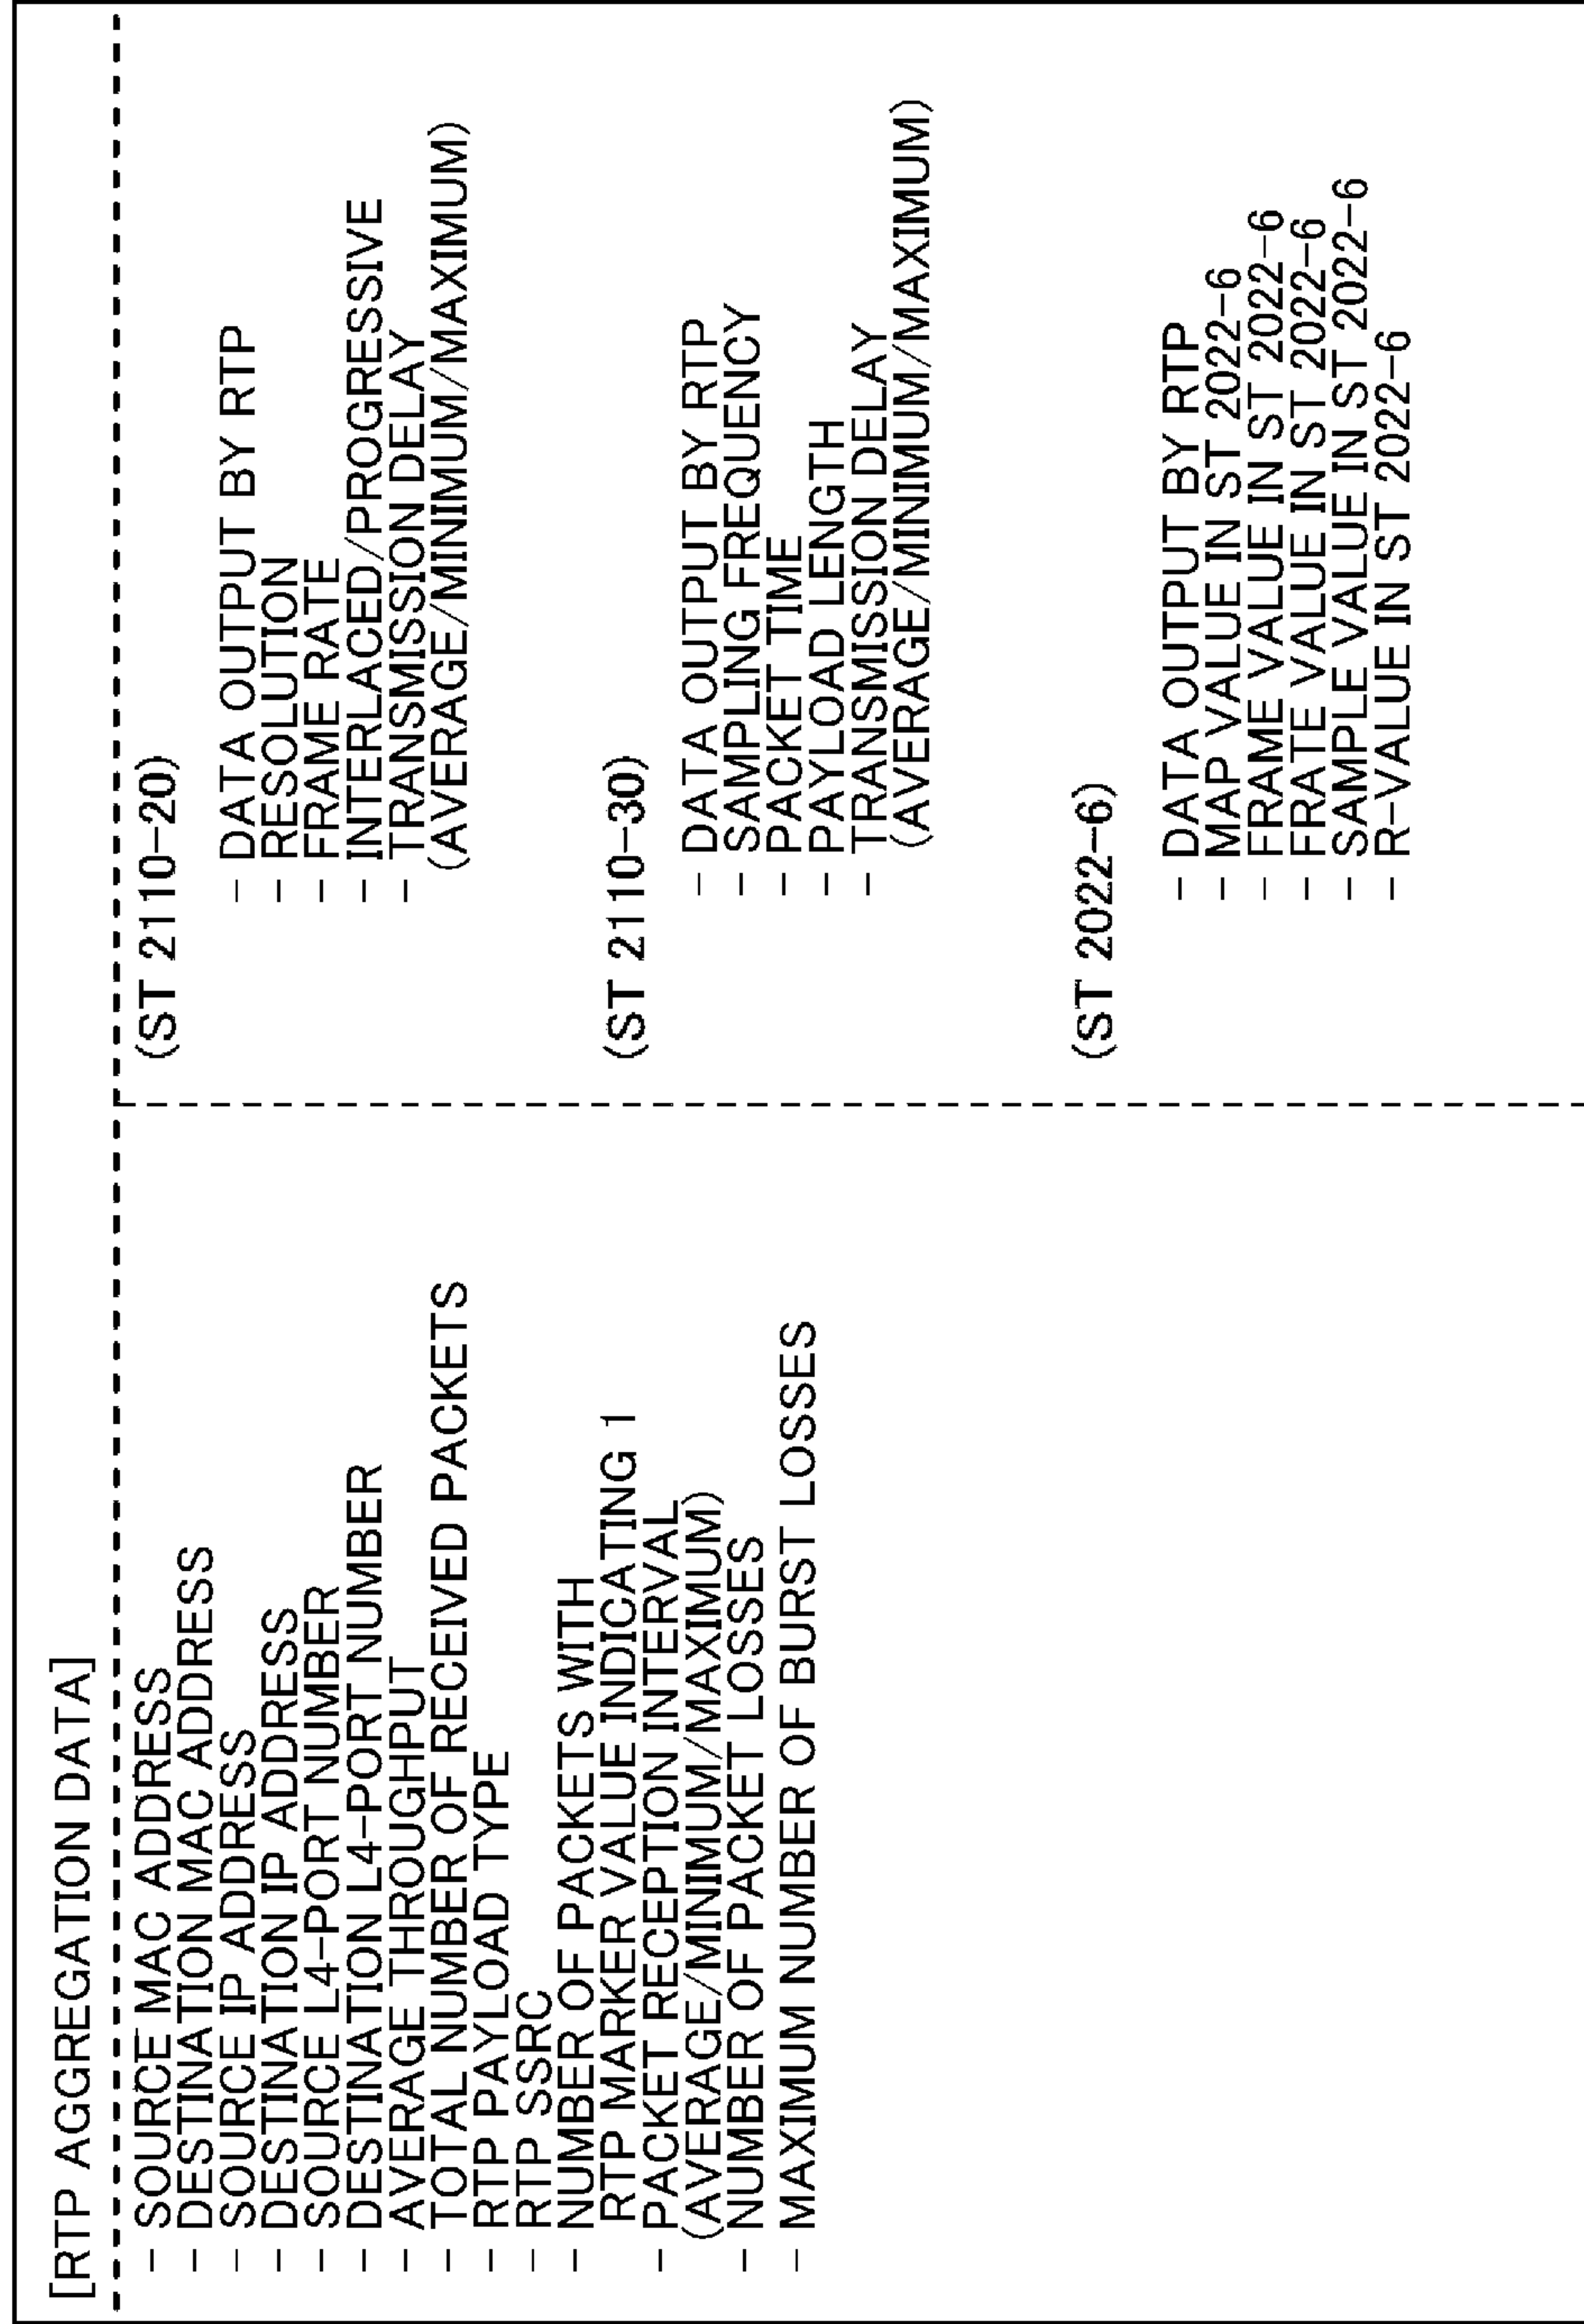 [RTP AGGREGATION DATA]
- SOURCE MAC ADDRESS
- DESTINATION MAC ADDRESS
- SOURCE IP ADDRESS
- DESTINATION IP ADDRESS
- SOURCE L4-PORT NUMBER
- DESTINATION L4-PORT NUMBER
- AVERAGE THROUGHPUT
- TOTAL NUMBER OF RECEIVED PACKETS
- RTP PAYLOAD TYPE
- RTP SSRC
- NUMBER OF PACKETS WITH
RTP MARKER VALUE INDICATING 1
- PACKET RECEPTION INTERVAL
(AVERAGE/MINIMUM/MAXIMUM)
- NUMBER OF PACKET LOSSES
- MAXIMUM NUMBER OF BURST LOSSES
(ST 2110-20)
- DATA OUTPUT BY RTP
- RESOLUTION
- FRAME RATE
- INTERLACED/PROGRESSIVE
- TRANSMISSION DELAY
(AVERAGE/MINIMUM/MAXIMUM)
(ST 2110-30)
- DATA OUTPUT BY RTP
- SAMPLING FREQUENCY
- PACKET TIME
- PAYLOAD LENGTH
- TRANSMISSION DELAY
(AVERAGE/MINIMUM/MAXIMUM)
(ST 2022-6)
- DATA OUTPUT BY RTP
- MAP VALUE IN ST 2022-6
- FRAME VALUE IN ST 2022-6
- FRATE VALUE IN ST 2022-6
- SAMPLE VALUE IN ST 2022-6
- R-VALUE IN ST 2022-6